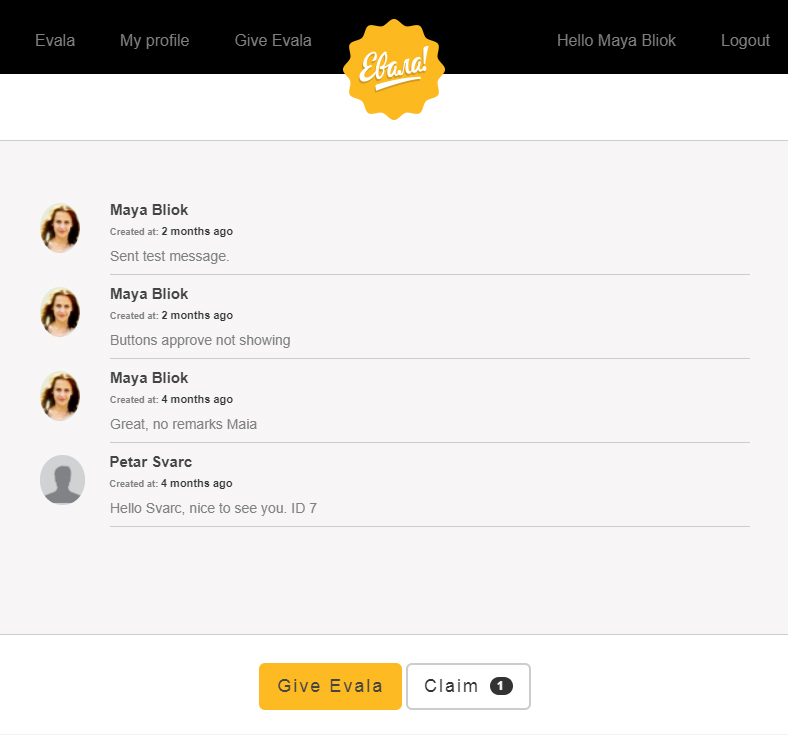 Evala My profile Give Evala Hello Maya Bliok Logout
Евала!
Maya Bliok
Created at: 2 months ago
Sent test message.
Maya Bliok
Created at: 2 months ago
Buttons approve not showing
Maya Bliok
Created at: 4 months ago
Great, no remarks Maia
Petar Svarc
Created at: 4 months ago
Hello Svarc, nice to see you. ID 7
Give Evala Claim 1